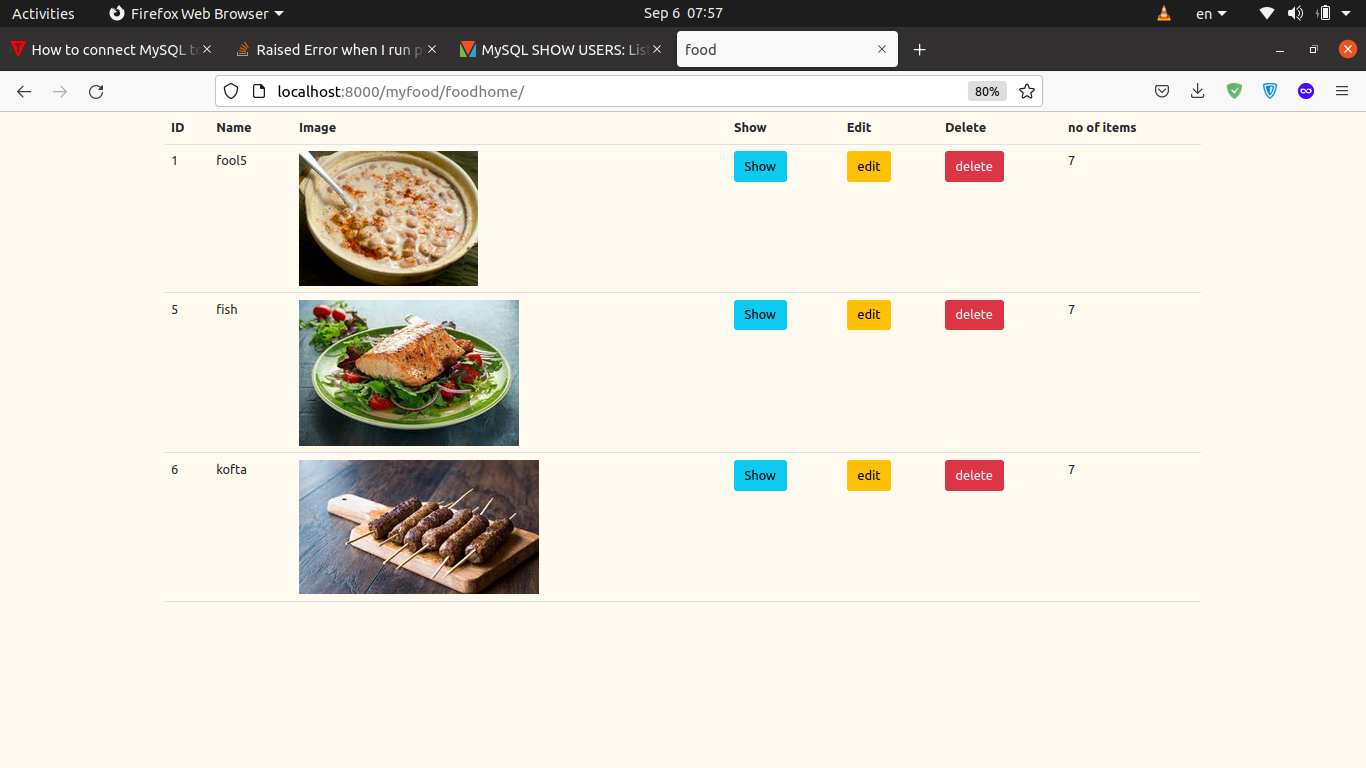 Activities Firefox Web Browser Sep 6 07:57 en
How to connect MySQL Raised Error when I run MySQL SHOW USERS: food
localhost:8000/myfood/foodhome/ 80%
ID Name Image Show Edit Delete no of items
1 fool5 Show edit delete 7
5 fish Show edit delete 7
6 kofta Show edit delete 7